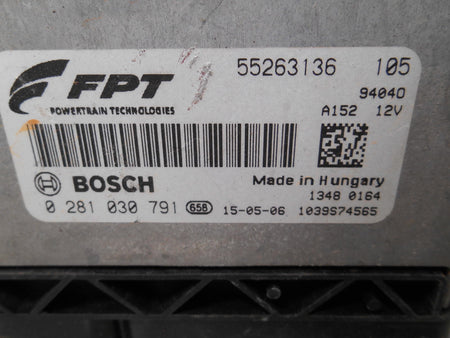 FPT 55263136 105
POWERTRAIN TECHNOLOGIES 94040
A152 12V
BOSCH Made in Hungary
1348 0164
0 281 030 791 658 15-05-06 1039S74565